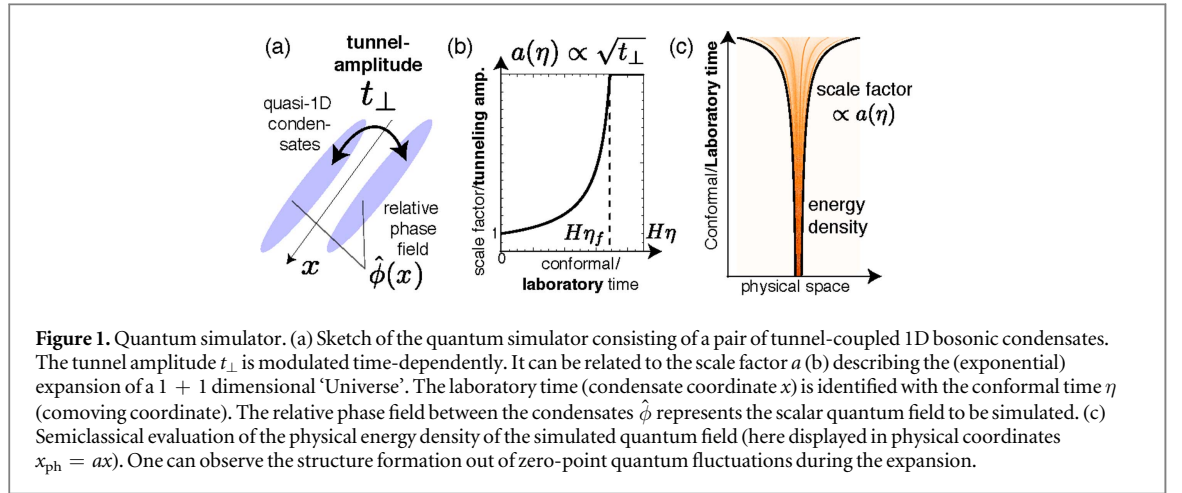 (a)
tunnel-
amplitude
t⊥
quasi-1D
conden-
sates
relative
phase
field
x
ϕ̂(x)
(b)
a(η) ∝ √t⊥
scale factor/tunneling amp.
1
0
Hηf
Hη
conformal/
laboratory time
(c)
Conformal/Laboratory time
scale factor
∝ a(η)
energy
density
physical space
Figure 1. Quantum simulator. (a) Sketch of the quantum simulator consisting of a pair of tunnel-coupled 1D bosonic condensates.
The tunnel amplitude t⊥ is modulated time-dependently. It can be related to the scale factor a (b) describing the (exponential)
expansion of a 1 + 1 dimensional ‘Universe’. The laboratory time (condensate coordinate x) is identified with the conformal time η
(comoving coordinate). The relative phase field between the condensates ϕ̂ represents the scalar quantum field to be simulated. (c)
Semiclassical evaluation of the physical energy density of the simulated quantum field (here displayed in physical coordinates
xph = ax). One can observe the structure formation out of zero-point quantum fluctuations during the expansion.